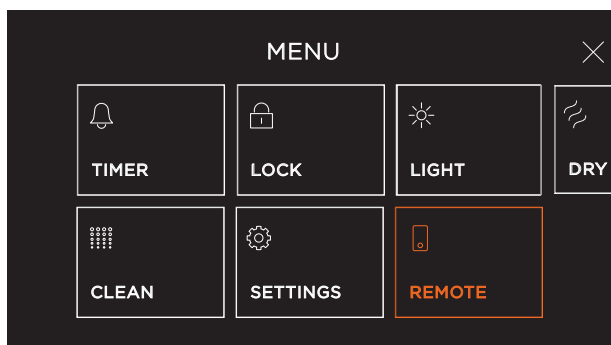 MENU
TIMER
LOCK
LIGHT
DRY
CLEAN
SETTINGS
REMOTE